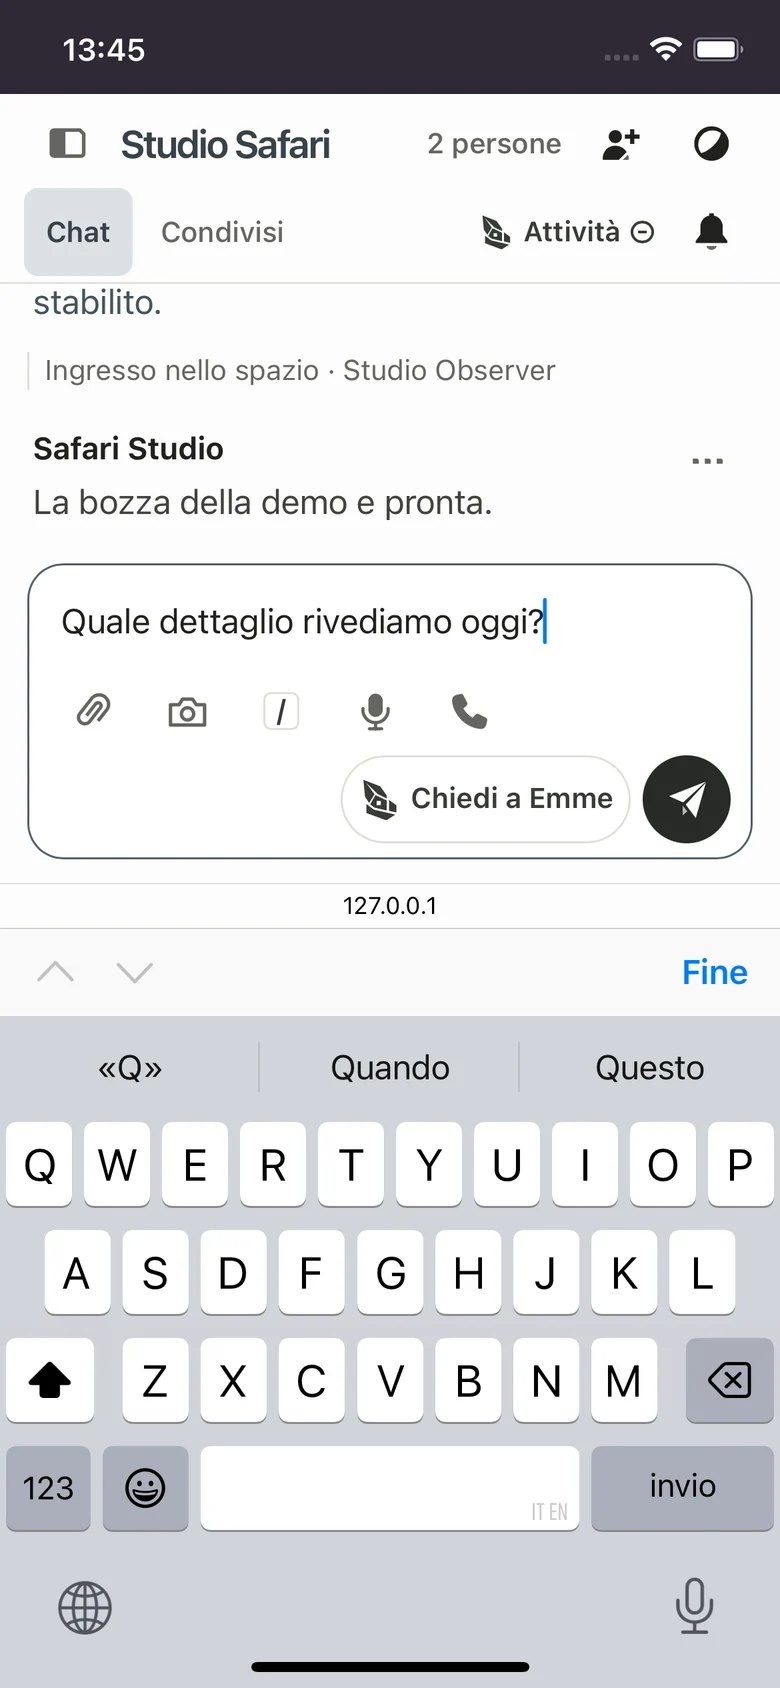 13:45
Studio Safari
2 persone
Chat
Condivisi
Attività
stabilito.
Ingresso nello spazio · Studio Observer
Safari Studio
...
La bozza della demo e pronta.
Quale dettaglio rivediamo oggi?
/
Chiedi a Emme
127.0.0.1
Fine
«Q» Quando Questo
Q W E R T Y U I O P
A S D F G H J K L
Z X C V B N M
123
IT EN
invio